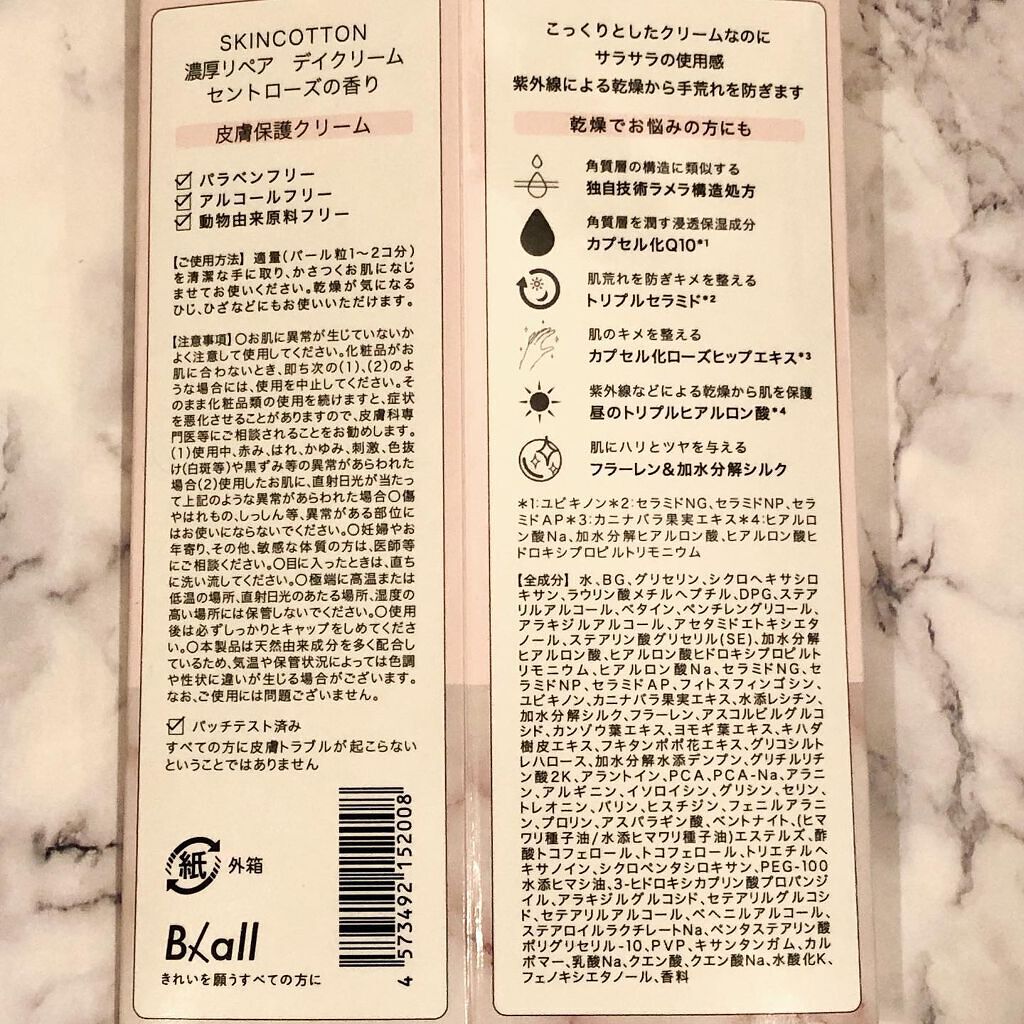 SKINCOTTON
濃厚リペア　デイクリーム
セントローズの香り
皮膚保護クリーム
パラベンフリー
アルコールフリー
動物由来原料フリー
【ご使用方法】適量(パール粒1〜2コ分)
を清潔な手に取り、かさつくお肌になじ
ませてお使いください。乾燥が気になる
ひじ、ひざなどにもお使いいただけます。
【注意事項】○お肌に異常が生じていないか
よく注意して使用してください。化粧品がお
肌に合わないとき、即ち次の(1)、(2)のよ
うな場合には、使用を中止してください。そ
のまま化粧品類の使用を続けますと、症状
を悪化させることがありますので、皮膚科専
門医等にご相談されることをお勧めします。
(1)使用中、赤み、はれ、かゆみ、刺激、色抜
け(白斑等)や黒ずみ等の異常があらわれた
場合(2)使用したお肌に、直射日光が当たっ
て上記のような異常があらわれた場合○傷
やはれもの、しっしん等、異常がある部位に
はお使いにならないでください。○妊婦やお
年寄り、その他、敏感な体質の方は、医師等
にご相談ください。○目に入ったときは、直ち
に洗い流してください。○極端に高温または
低温の場所、直射日光のあたる場所、湿度の
高い場所には保管しないでください。○使用
後は必ずしっかりとキャップをしめてくださ
い。○本製品は天然由来成分を多く配合し
ているため、気温や保管状況によっては色調
や性状に違いが生じる場合がございます。
なお、ご使用には問題ございません。
パッチテスト済み
すべての方に皮膚トラブルが起こらない
ということではありません
紙 外箱
B/all
きれいを願うすべての方に
4 573492 152008
こっくりとしたクリームなのに
サラサラの使用感
紫外線による乾燥から手荒れを防ぎます
乾燥でお悩みの方にも
角質層の構造に類似する
独自技術ラメラ構造処方
角質層を潤す浸透保湿成分
カプセル化Q10*1
肌荒れを防ぎキメを整える
トリプルセラミド*2
肌のキメを整える
カプセル化ローズヒップエキス*3
紫外線などによる乾燥から肌を保護
昼のトリプルヒアルロン酸*4
肌にハリとツヤを与える
フラーレン&加水分解シルク
*1:ユビキノン*2:セラミドNG、セラミドNP、セラ
ミドAP*3:カニナバラ果実エキス*4:ヒアルロ
ン酸Na、加水分解ヒアルロン酸、ヒアルロン酸ヒ
ドロキシプロピルトリモニウム
【全成分】水、BG、グリセリン、シクロヘキサシロ
キサン、ラウリン酸メチルヘプチル、DPG、ステア
リルアルコール、ベタイン、ペンチレングリコール、
アラキジルアルコール、アセタミドエトキシエタ
ノール、ステアリン酸グリセリル(SE)、加水分解
ヒアルロン酸、ヒアルロン酸ヒドロキシプロピルト
リモニウム、ヒアルロン酸Na、セラミドNG、セ
ラミドNP、セラミドAP、フィトスフィンゴシン、
ユビキノン、カニナバラ果実エキス、水添レシチン、
加水分解シルク、フラーレン、アスコルビルグルコ
シド、カンゾウ葉エキス、ヨモギ葉エキス、キハダ
樹皮エキス、フキタンポポ花エキス、グリコシルト
レハロース、加水分解水添デンプン、グリチルリチ
ン酸2K、アラントイン、PCA、PCA-Na、アラニ
ン、アルギニン、イソロイシン、グリシン、セリン、
トレオニン、バリン、ヒスチジン、フェニルアラニ
ン、プロリン、アスパラギン酸、ベントナイト、(ヒマ
ワリ種子油/水添ヒマワリ種子油)エステルズ、酢
酸トコフェロール、トコフェロール、トリエチルヘ
キサノイン、シクロペンタシロキサン、PEG-100
水添ヒマシ油、3-ヒドロキシカプリン酸プロパンジ
イル、アラキジルグルコシド、セテアリルグルコシ
ド、セテアリルアルコール、ベヘニルアルコール、
ステアロイルラクチレートNa、ペンタステアリン酸
ポリグリセリル-10、PVP、キサンタンガム、カル
ボマー、乳酸Na、クエン酸、クエン酸Na、水酸化K、
フェノキシエタノール、香料